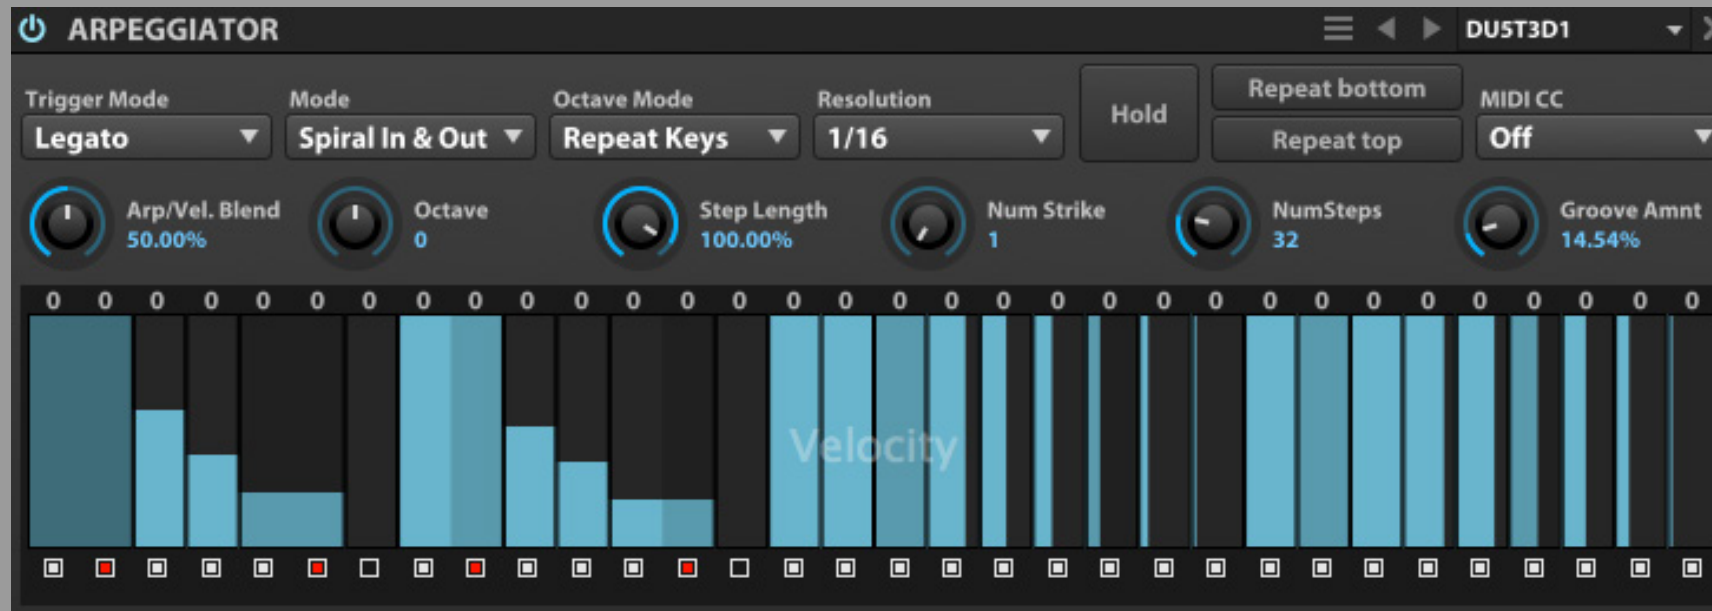 ARPEGGIATOR DU5T3D1
Trigger Mode Mode Octave Mode Resolution Hold Repeat bottom MIDI CC
Legato Spiral In & Out Repeat Keys 1/16 Repeat top Off
Arp/Vel. Blend Octave Step Length Num Strike NumSteps Groove Amnt
50.00% 0 100.00% 1 32 14.54%
0 0 0 0 0 0 0 0 0 0 0 0 0 0 0 0 0 0 0 0 0 0 0 0 0 0 0 0 0 0 0 0
Velocity